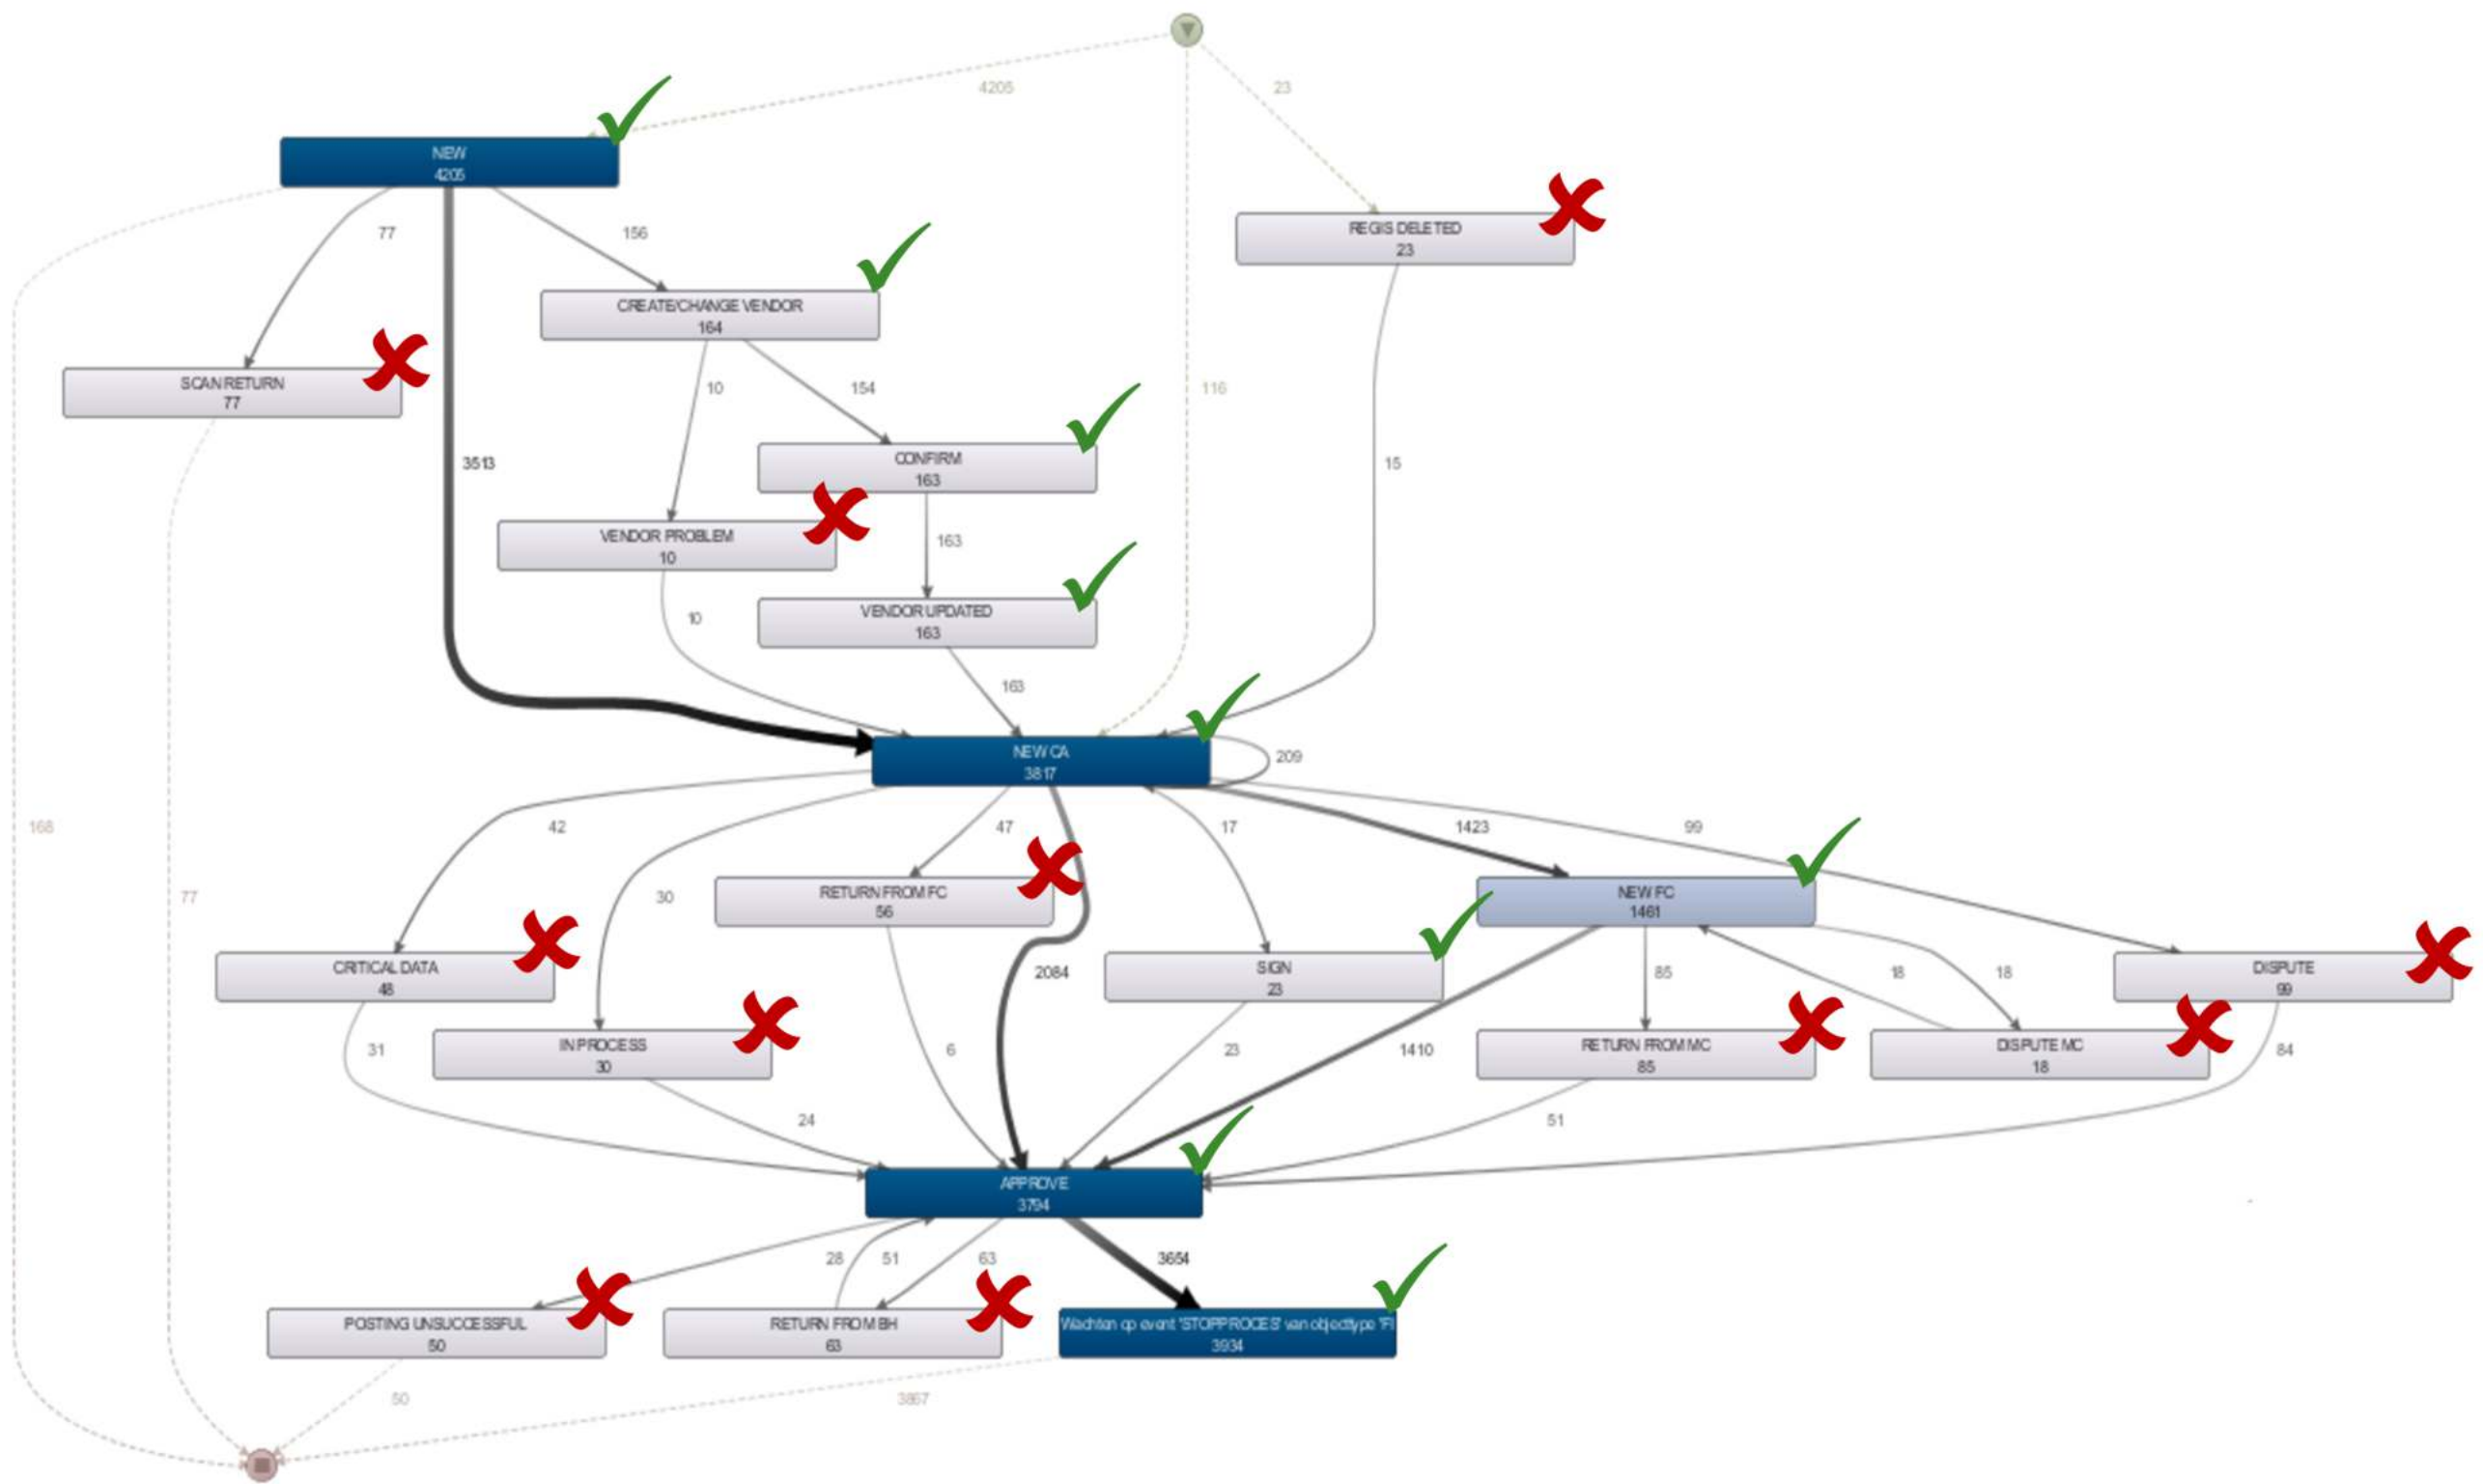 4205
23
NEW
4205
77
156
REGIS DELETED
23
CREATE/CHANGE VENDOR
164
SCAN RETURN
77
10
154
116
3513
CONFIRM
163
15
VENDOR PROBLEM
10
163
VENDOR UPDATED
163
10
163
NEW CA
3817
209
168
42
47
17
1423
99
77
30
RETURN FROM FC
56
NEW FC
1461
CRITICAL DATA
48
2084
SIGN
23
85
18
18
DISPUTE
99
31
IN PROCESS
30
6
23
1410
RETURN FROM MC
85
DISPUTE MC
18
84
24
51
APPROVE
3794
28
51
63
3654
POSTING UNSUCCESSFUL
50
RETURN FROM BH
63
Wachten op event 'STOPPROCES' van objecttype 'FI
3934
50
3867